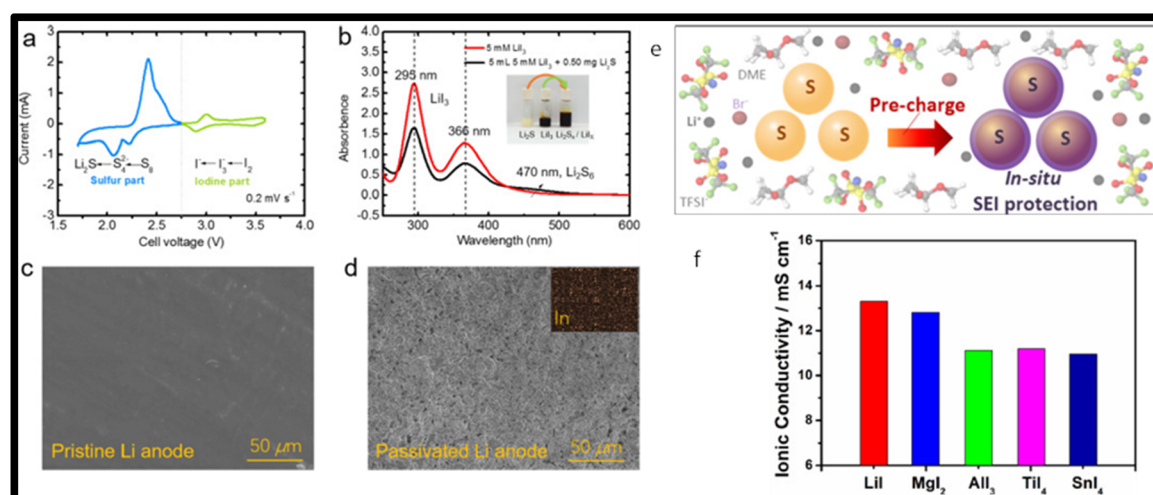 a
Current (mA)
3
2
1
0
-1
-2
-3
Li₂S S₄²⁻ S₈
Sulfur part
I⁻ I₃⁻ I₂
Iodine part
0.2 mV s⁻¹
1.5 2.0 2.5 3.0 3.5 4.0
Cell voltage (V)
b
Absorbence
4.5
4.0
3.5
3.0
2.5
2.0
1.5
1.0
0.5
0.0
5 mM LiI₃
5 mL 5 mM LiI₃ + 0.50 mg Li₂S
295 nm
LiI₃
366 nm
470 nm, Li₂S₆
300 400 500 600
Wavelength (nm)
c
Pristine Li anode
50 μm
d
In
Passivated Li anode
50 μm
e
DME
Br⁻
Li⁺
TFSI⁻
S
S S
Pre-charge
S
S S
In-situ
SEI protection
f
Ionic Conductivity / mS cm⁻¹
16
14
12
10
8
6
LiI MgI₂ AlI₃ TiI₄ SnI₄